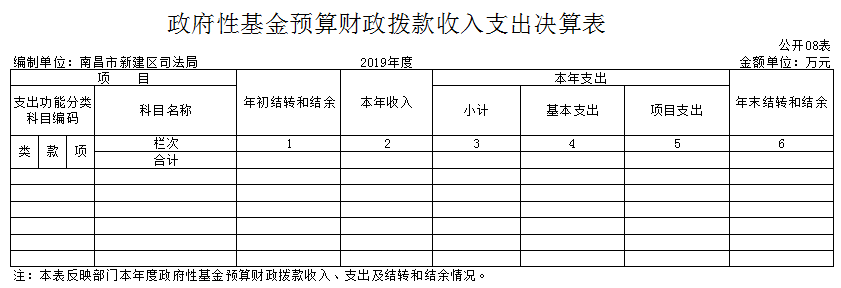 政府性基金预算财政拨款收入支出决算表
公开08表
编制单位：南昌市新建区司法局 2019年度 金额单位：万元
项 目 年初结转和结余 本年收入 本年支出 年末结转和结余
支出功能分类科目编码 科目名称 小计 基本支出 项目支出
类 款 项 栏次 1 2 3 4 5 6
合计
注：本表反映部门本年度政府性基金预算财政拨款收入、支出及结转和结余情况。